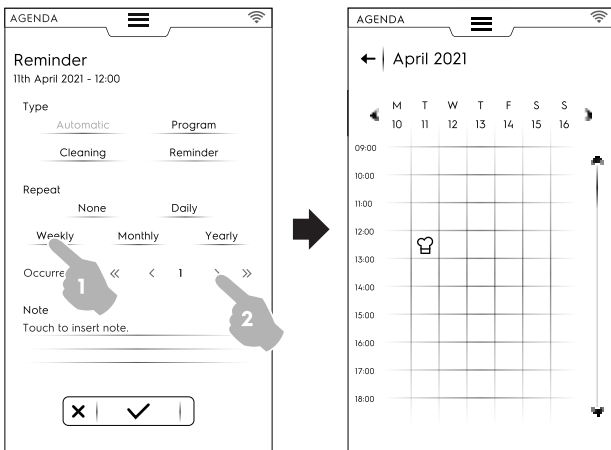 AGENDA
Reminder
11th April 2021 - 12:00
Type
Automatic Program
Cleaning Reminder
Repeat
None Daily
Weekly Monthly Yearly
Occurre 1
1
2
Note
Touch to insert note.
AGENDA
April 2021
M T W T F S S
10 11 12 13 14 15 16
09:00
10:00
11:00
12:00
13:00
14:00
15:00
16:00
17:00
18:00